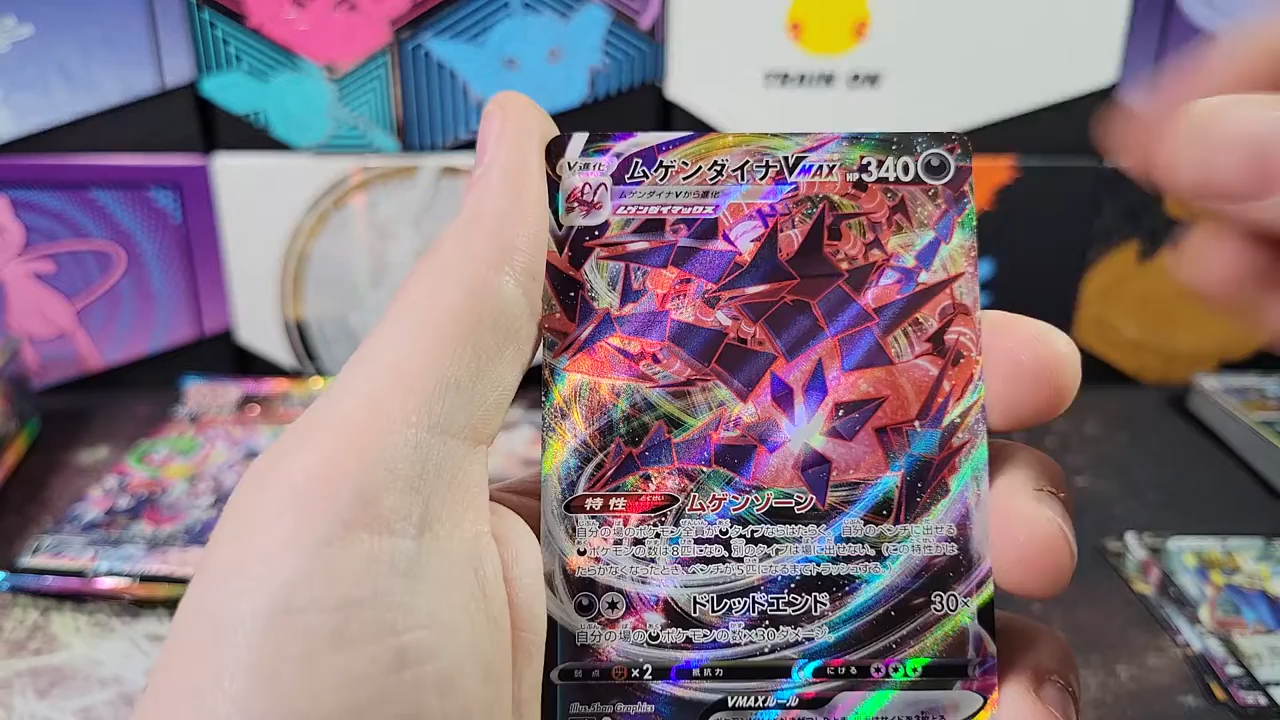 TRAIN ON
V進化
ムゲンダイナVMAX HP340
ムゲンダイナVから進化
ムゲンダイマックス
特性 とくせい ムゲンゾーン
自分の場のポケモン全員がタイプならはたらく。自分のベンチに出せる
ポケモンの数は8匹になり、別のタイプは場に出せない。(この特性がは
たらかなくなったとき、ベンチが5匹になるまでトラッシュする。)
ドレッドエンド 30×
自分の場のポケモンの数×30ダメージ。
弱点 ×2 抵抗力 にげる
Illus.5ban Graphics
VMAXルール